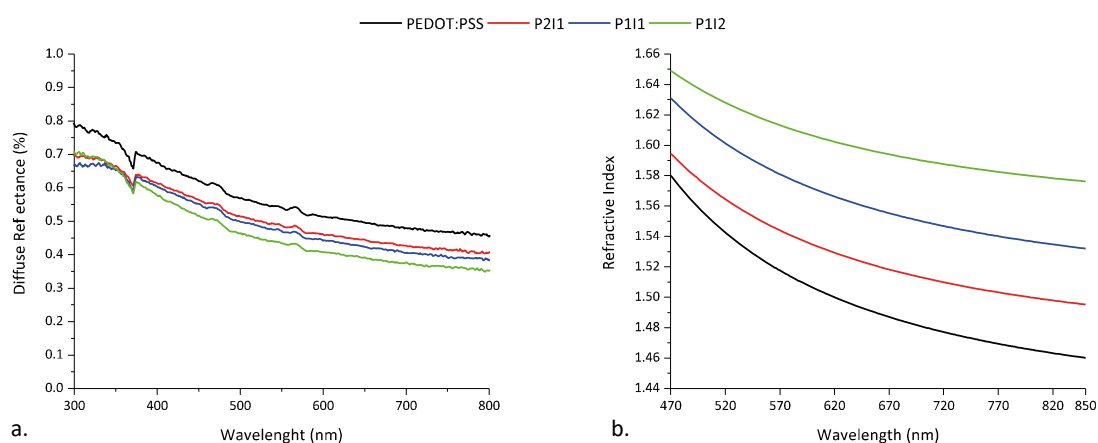 PEDOT:PSS P2I1 P1I1 P1I2
1.0
0.9
0.8
0.7
0.6
0.5
0.4
0.3
0.2
0.1
0.0
Diffuse Ref ectance (%)
300 400 500 600 700 800
Wavelenght (nm)
a.
1.66
1.64
1.62
1.60
1.58
1.56
1.54
1.52
1.50
1.48
1.46
1.44
Refractive Index
470 520 570 620 670 720 770 820 850
Wavelength (nm)
b.